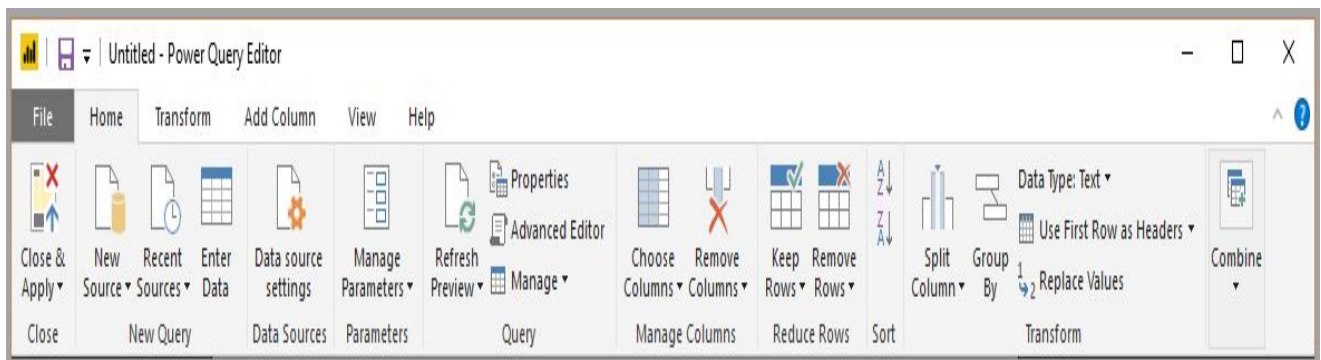 Untitled - Power Query Editor
File Home Transform Add Column View Help
?
Close & Apply
New Source
Recent Sources
Enter Data
Data source settings
Manage Parameters
Refresh Preview
Properties
Advanced Editor
Manage
Choose Columns
Remove Columns
Keep Rows
Remove Rows
A Z
Z A
Split Column
Group By
Data Type: Text
Use First Row as Headers
1 2 Replace Values
Combine
Close New Query Data Sources Parameters Query Manage Columns Reduce Rows Sort Transform